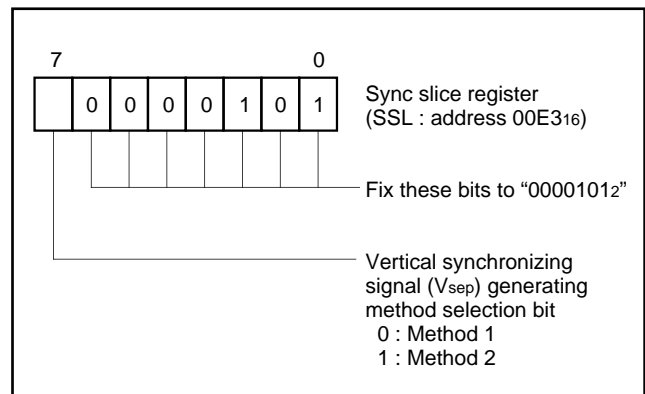 7 0
0 0 0 0 1 0 1
Sync slice register
(SSL : address 00E316)
Fix these bits to “00001012”
Vertical synchronizing
signal (Vsep) generating
method selection bit
0 : Method 1
1 : Method 2